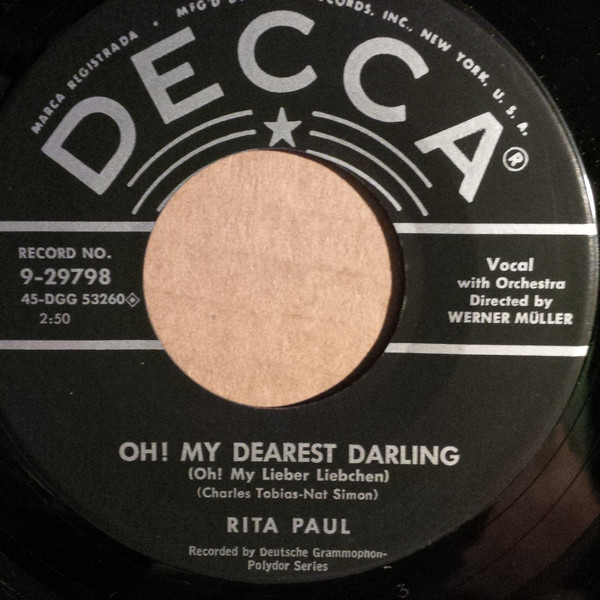 MARCA REGISTRADA • MFG'D RECORDS, INC., NEW YORK, U. S. A.
DECCA®
RECORD NO.
9-29798
45-DGG 53260
2:50
Vocal
with Orchestra
Directed by
WERNER MÜLLER
OH! MY DEAREST DARLING
(Oh! My Lieber Liebchen)
(Charles Tobias-Nat Simon)
RITA PAUL
Recorded by Deutsche Grammophon-
Polydor Series
3